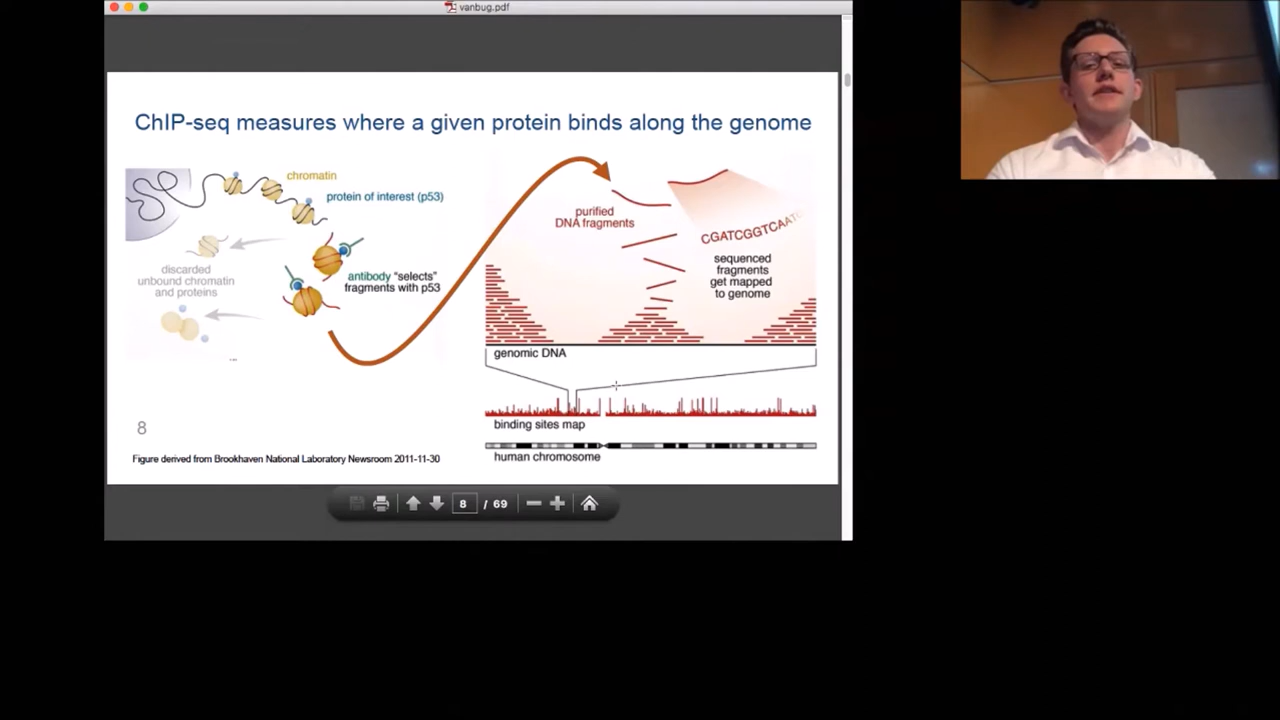 vanbug.pdf
ChIP-seq measures where a given protein binds along the genome
chromatin
protein of interest (p53)
discarded
unbound chromatin
and proteins
antibody "selects"
fragments with p53
purified
DNA fragments
CGATCGGTCAAT
sequenced
fragments
get mapped
to genome
genomic DNA
binding sites map
human chromosome
8
Figure derived from Brookhaven National Laboratory Newsroom 2011-11-30
8 / 69